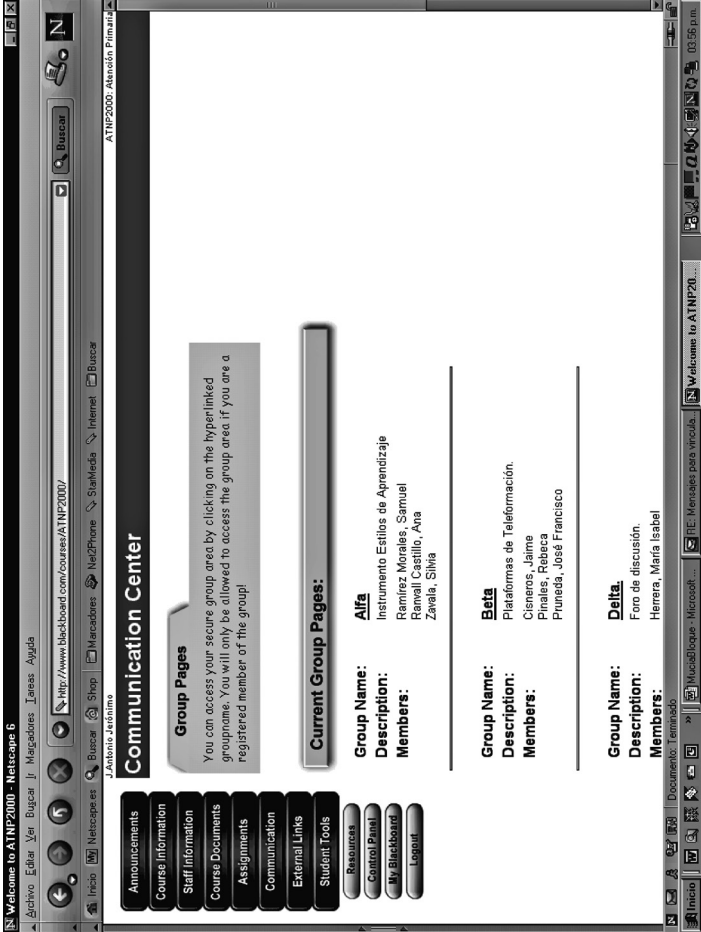 Welcome to ATNP2000 - Netscape 6
Archivo Editar Ver Buscar Ir Marcadores Tareas Ayuda
http://www.blackboard.com/courses/ATNP2000/
Buscar
Inicio My Netscape.es Buscar Shop Marcadores Net2Phone StarMedia Internet Buscar
J.Antonio Jerónimo
ATNP2000: Atención Primaria
Announcements
Course Information
Staff Information
Course Documents
Assignments
Communication
External Links
Student Tools
Resources
Control Panel
My Blackboard
Logout
Communication Center
Group Pages
You can access your secure group area by clicking on the hyperlinked
groupname. You will only be allowed to access the group area if you are a
registered member of the group!
Current Group Pages:
Group Name: Alfa
Description: Instrumento Estilos de Aprendizaje
Members: Ramírez Morales, Samuel
Ranvall Castillo, Ana
Zavala, Silvia
Group Name: Beta
Description: Plataformas de Teleformación.
Members: Cisneros, Jaime
Pinales, Rebeca
Pruneda, José Francisco
Group Name: Delta.
Description: Foro de discusión.
Members: Herrera, María Isabel
Documento: Terminado
Inicio
MuciaBloque - Microsoft ...
RE: Mensajes para vincula...
Welcome to ATNP20...
03:56 p.m.